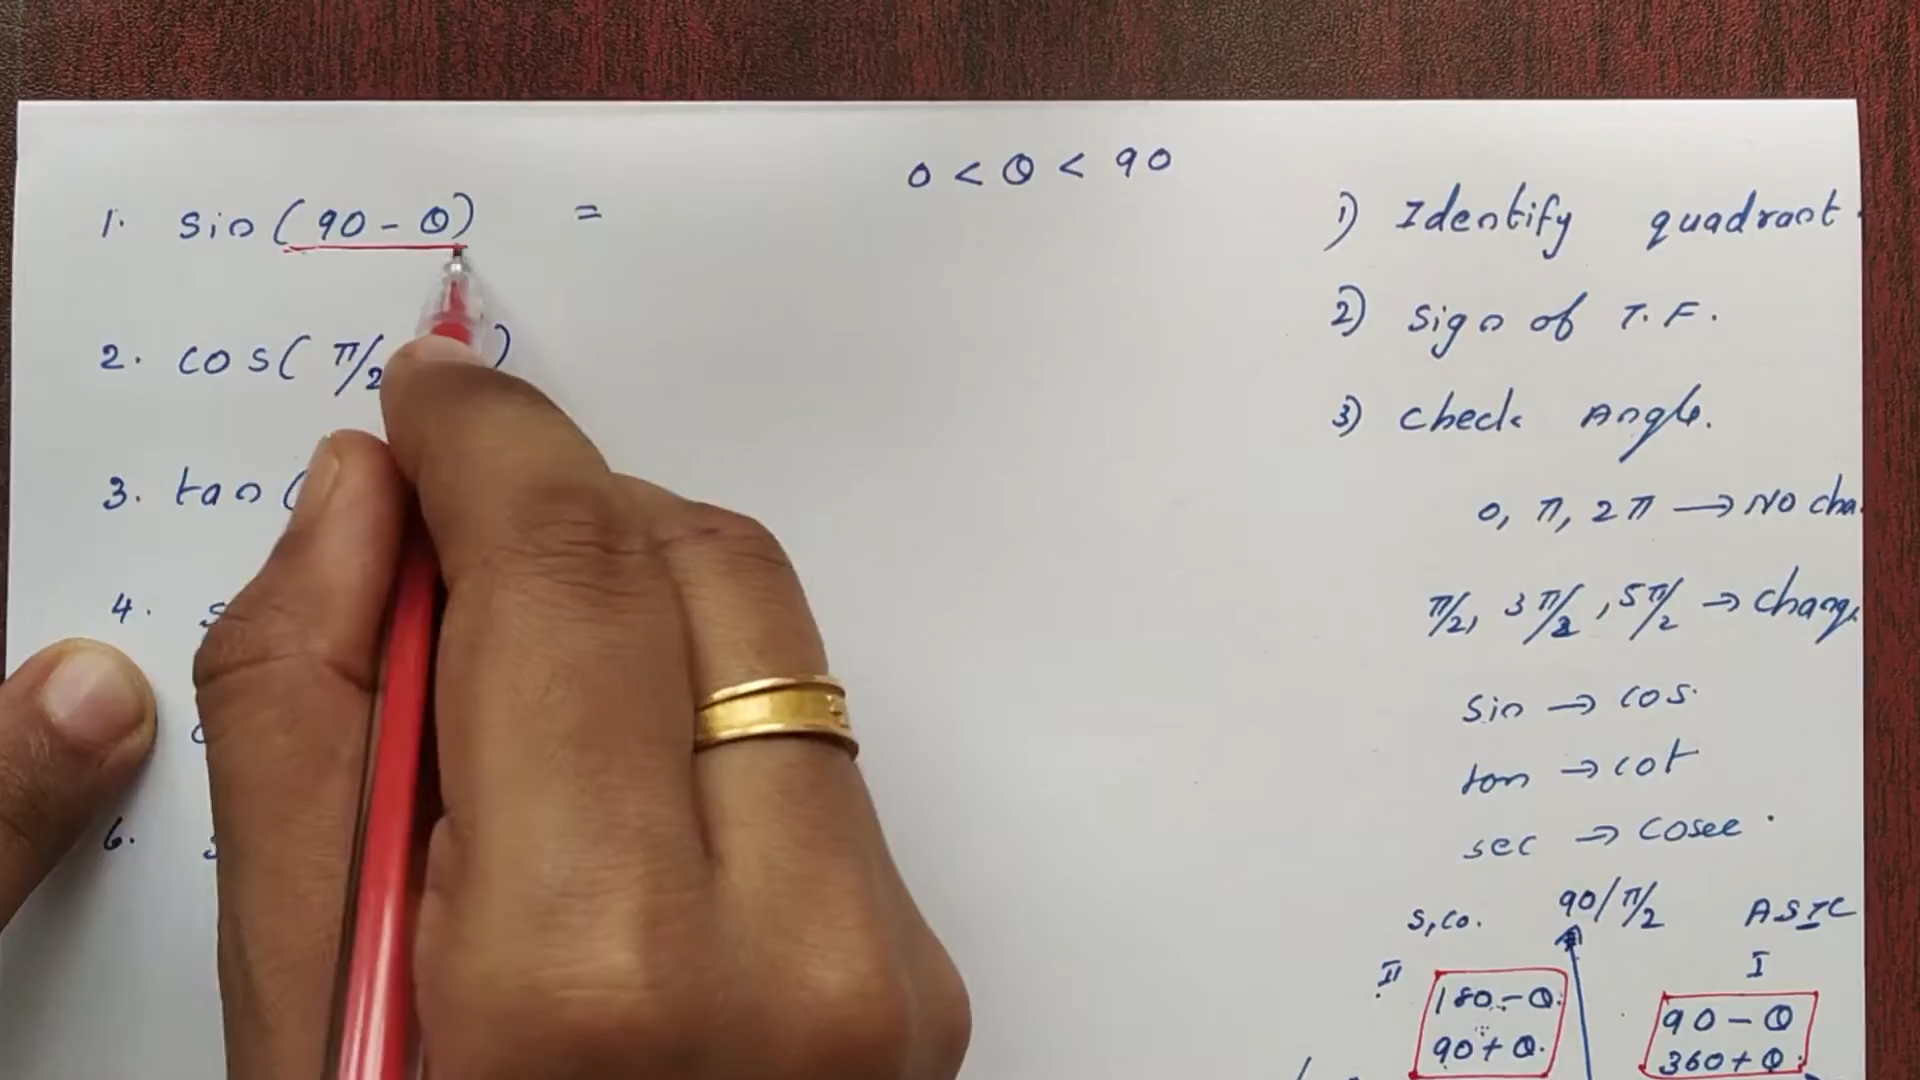 0 < θ < 90
1. sin (90 - θ) =
2. cos ( π/2 )
3. tan (
4. s
6. s
1) Identify quadrant.
2) Sign of T.F.
3) Check Angle.
0, π, 2π → No cha
π/2, 3π/2, 5π/2 → Chang
sin → cos.
tan → cot
sec → cosec.
s, co. 90/π/2 ASTC
II I
180 - θ. 90 - θ
90 + θ. 360 + θ.